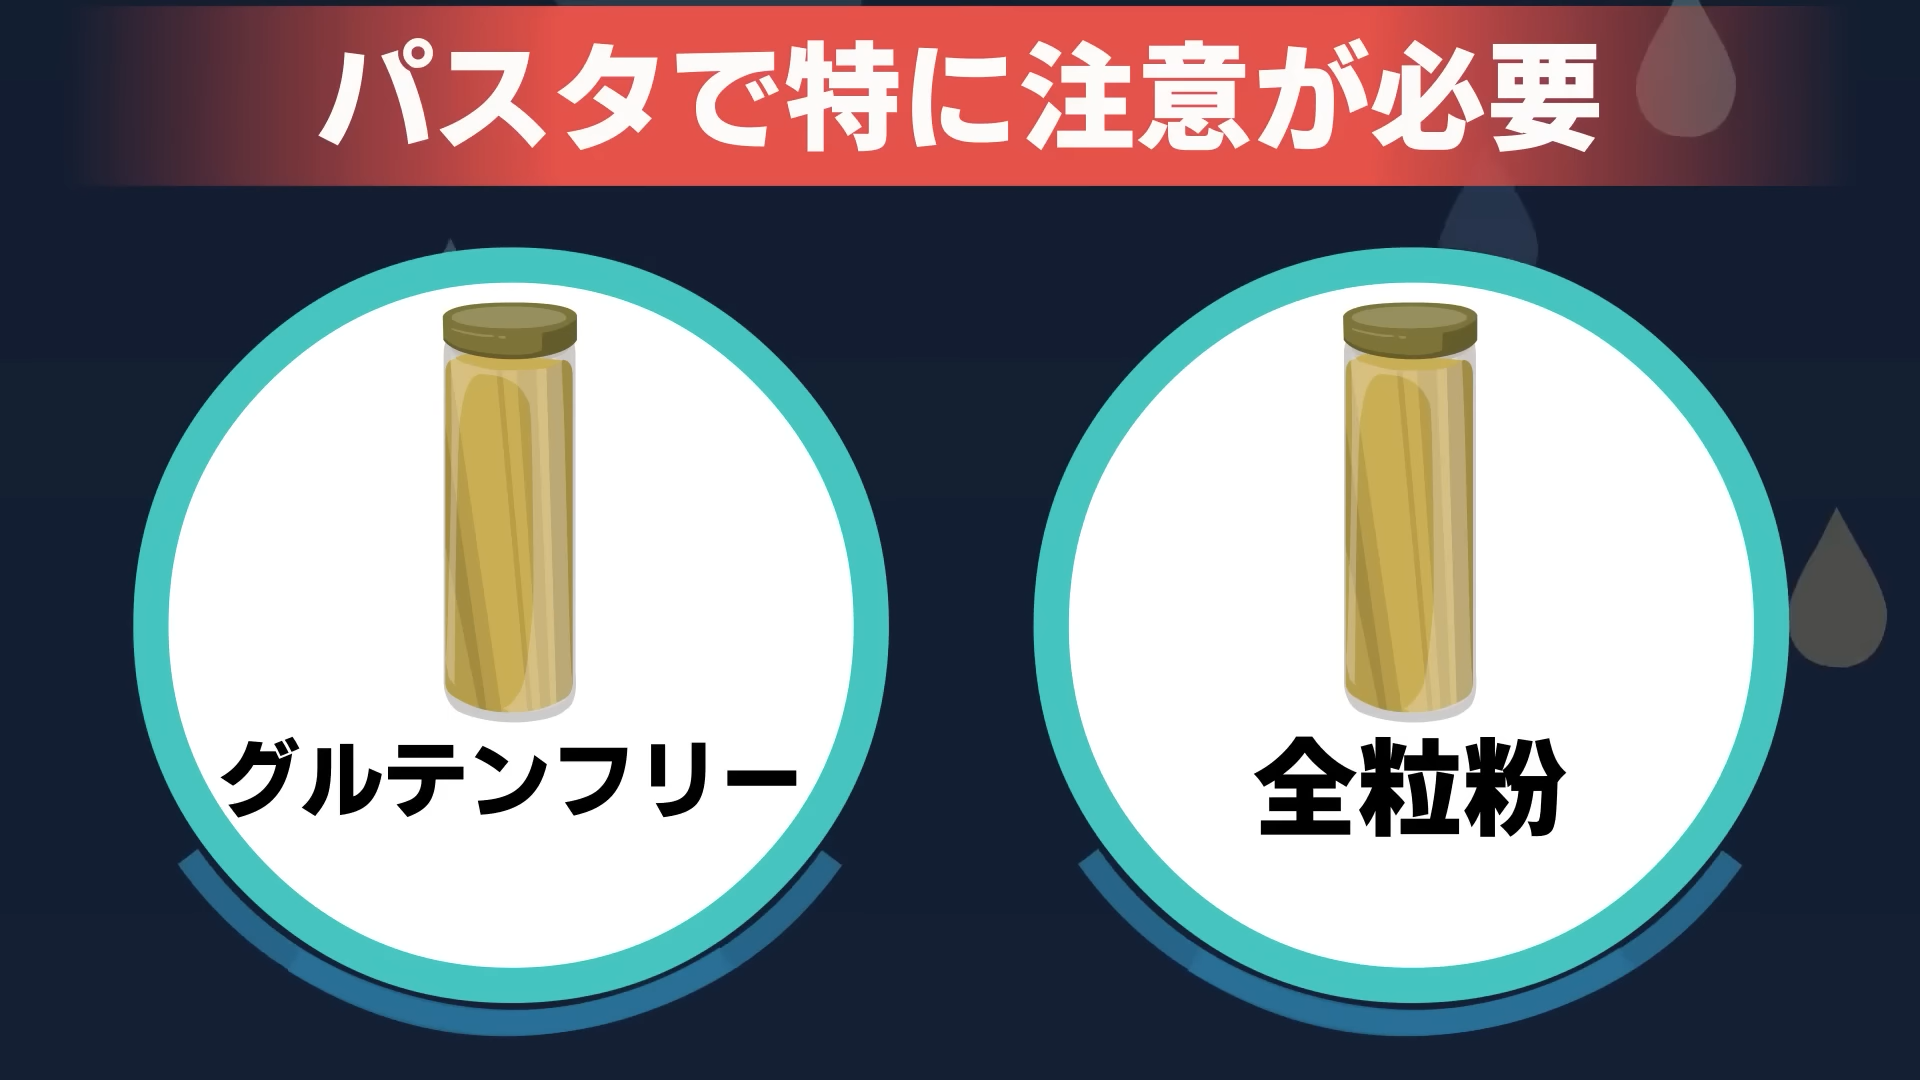 パスタで特に注意が必要
グルテンフリー
全粒粉